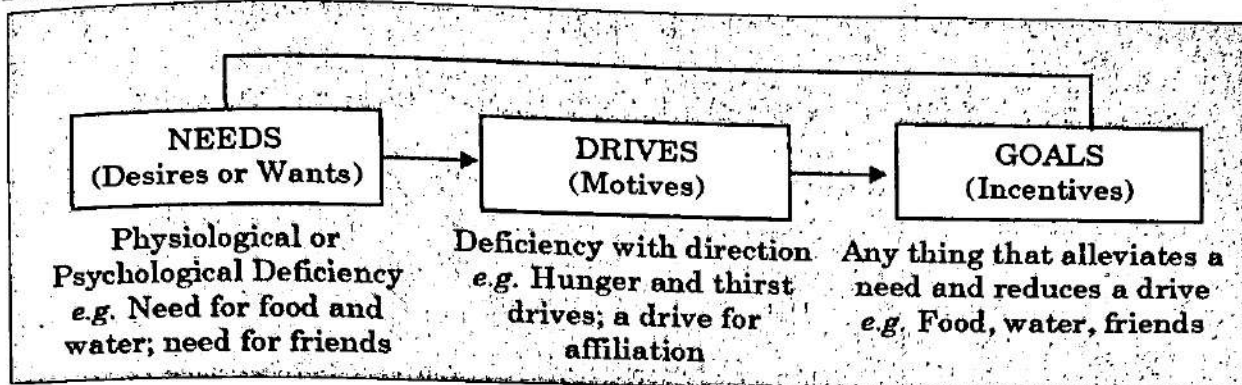 NEEDS
(Desires or Wants)
DRIVES
(Motives)
GOALS
(Incentives)
Physiological or
Psychological Deficiency
e.g. Need for food and
water; need for friends
Deficiency with direction
e.g. Hunger and thirst
drives; a drive for
affiliation
Any thing that alleviates a
need and reduces a drive
e.g. Food, water, friends